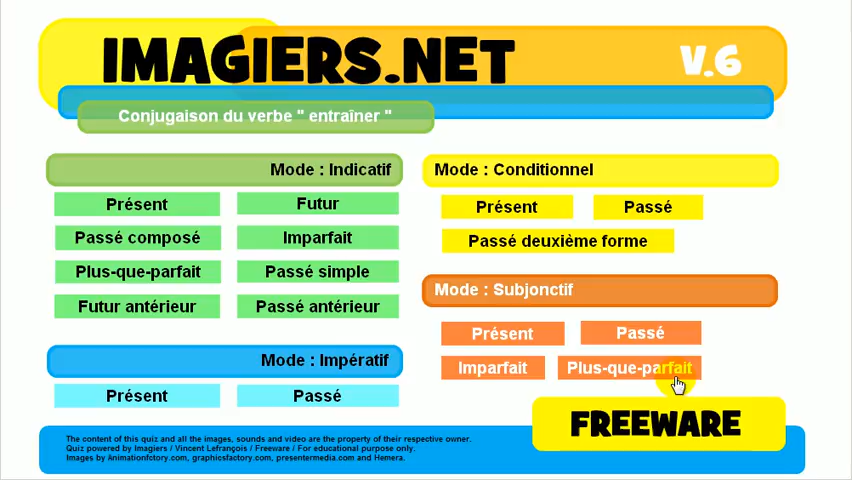 IMAGIERS.NET
V.6
Conjugaison du verbe " entraîner "
Mode : Indicatif
Présent
Futur
Passé composé
Imparfait
Plus-que-parfait
Passé simple
Futur antérieur
Passé antérieur
Mode : Impératif
Présent
Passé
Mode : Conditionnel
Présent
Passé
Passé deuxième forme
Mode : Subjonctif
Présent
Passé
Imparfait
Plus-que-parfait
FREEWARE
The content of this quiz and all the images, sounds and video are the property of their respective owner.
Quiz powered by Imagiers / Vincent Lefrançois / Freeware / For educational purpose only.
Images by Animationfctory.com, graphicsfactory.com, presentermedia.com and Hemera.